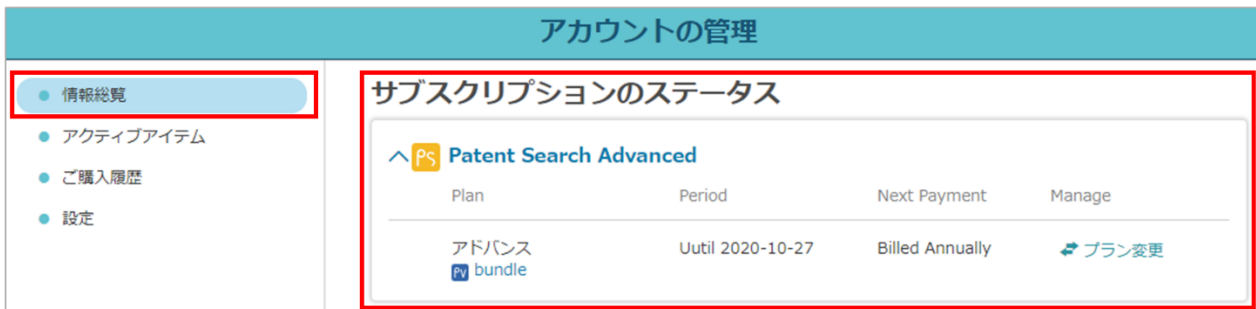 アカウントの管理
情報総覧
アクティブアイテム
ご購入履歴
設定
サブスクリプションのステータス
PS Patent Search Advanced
Plan Period Next Payment Manage
アドバンス Uutil 2020-10-27 Billed Annually プラン変更
PV bundle